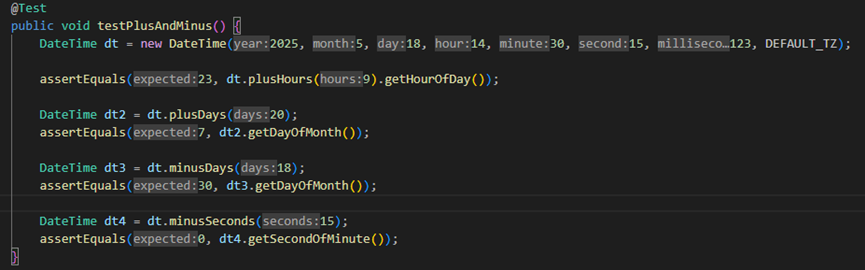 @Test
public void testPlusAndMinus() {
DateTime dt = new DateTime(year:2025, month:5, day:18, hour:14, minute:30, second:15, milliseco…123, DEFAULT_TZ);
assertEquals(expected:23, dt.plusHours(hours:9).getHourOfDay());
DateTime dt2 = dt.plusDays(days:20);
assertEquals(expected:7, dt2.getDayOfMonth());
DateTime dt3 = dt.minusDays(days:18);
assertEquals(expected:30, dt3.getDayOfMonth());
DateTime dt4 = dt.minusSeconds(seconds:15);
assertEquals(expected:0, dt4.getSecondOfMinute());
}